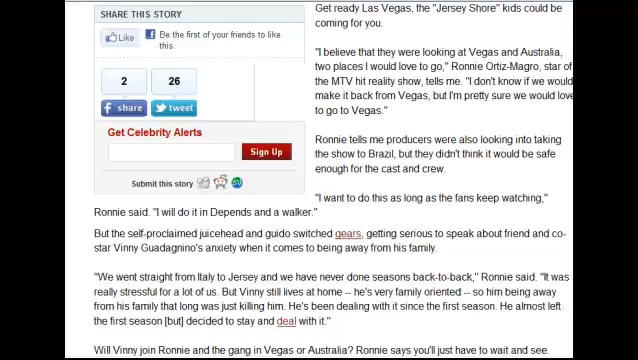 SHARE THIS STORY
Like
Be the first of your friends to like
this.
2
26
share
tweet
Get Celebrity Alerts
Sign Up
Submit this story
Get ready Las Vegas, the "Jersey Shore" kids could be
coming for you.
"I believe that they were looking at Vegas and Australia,
two places I would love to go," Ronnie Ortiz-Magro, star of
the MTV hit reality show, tells me. "I don't know if we would
make it back from Vegas, but I'm pretty sure we would love
to go to Vegas."
Ronnie tells me producers were also looking into taking
the show to Brazil, but they didn't think it would be safe
enough for the cast and crew.
"I want to do this as long as the fans keep watching,"
Ronnie said. "I will do it in Depends and a walker."
But the self-proclaimed juicehead and guido switched gears, getting serious to speak about friend and co-
star Vinny Guadagnino's anxiety when it comes to being away from his family.
"We went straight from Italy to Jersey and we have never done seasons back-to-back," Ronnie said. "It was
really stressful for a lot of us. But Vinny still lives at home -- he's very family oriented -- so him being away
from his family that long was just killing him. He's been dealing with it since the first season. He almost left
the first season [but] decided to stay and deal with it."
Will Vinny join Ronnie and the gang in Vegas or Australia? Ronnie says you'll just have to wait and see.